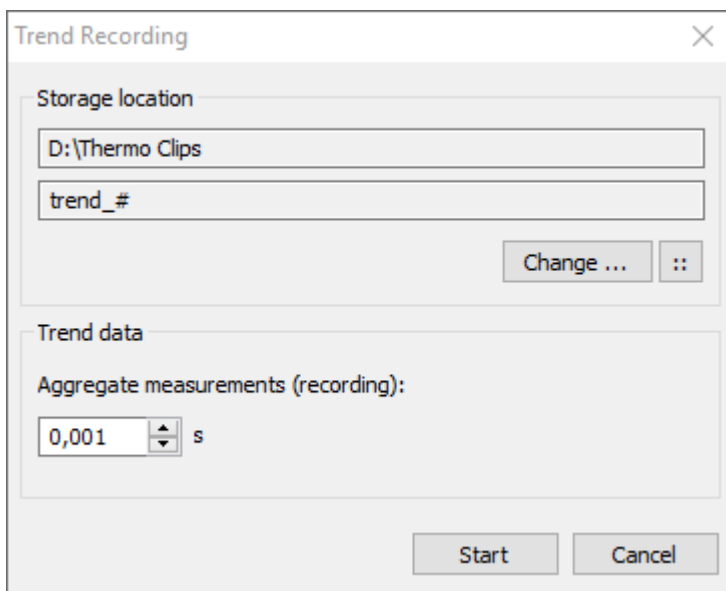 Trend Recording
Storage location
D:\Thermo Clips
trend_#
Change ... ::
Trend data
Aggregate measurements (recording):
0,001 s
Start Cancel